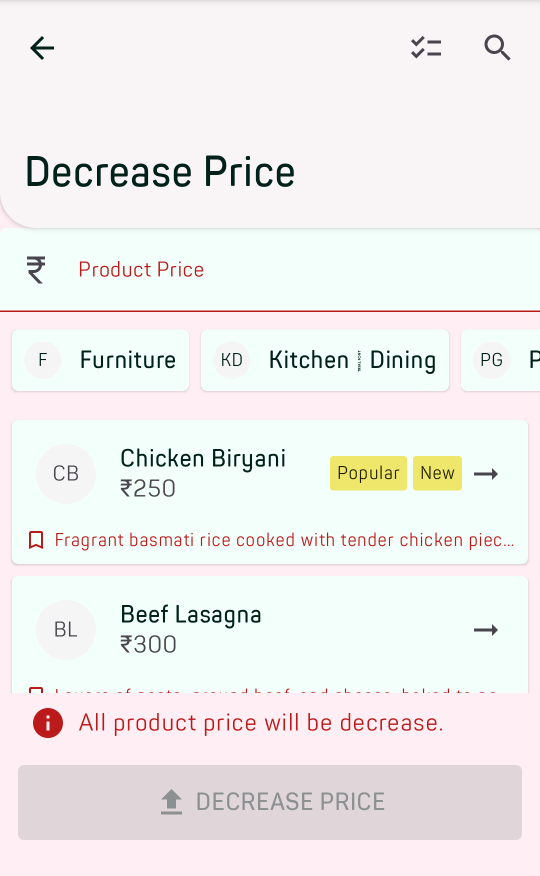 Decrease Price
₹ Product Price
F Furniture KD Kitchen Dining PG P
CB Chicken Biryani Popular New
₹250
Fragrant basmati rice cooked with tender chicken piec...
BL Beef Lasagna
₹300
All product price will be decrease.
DECREASE PRICE